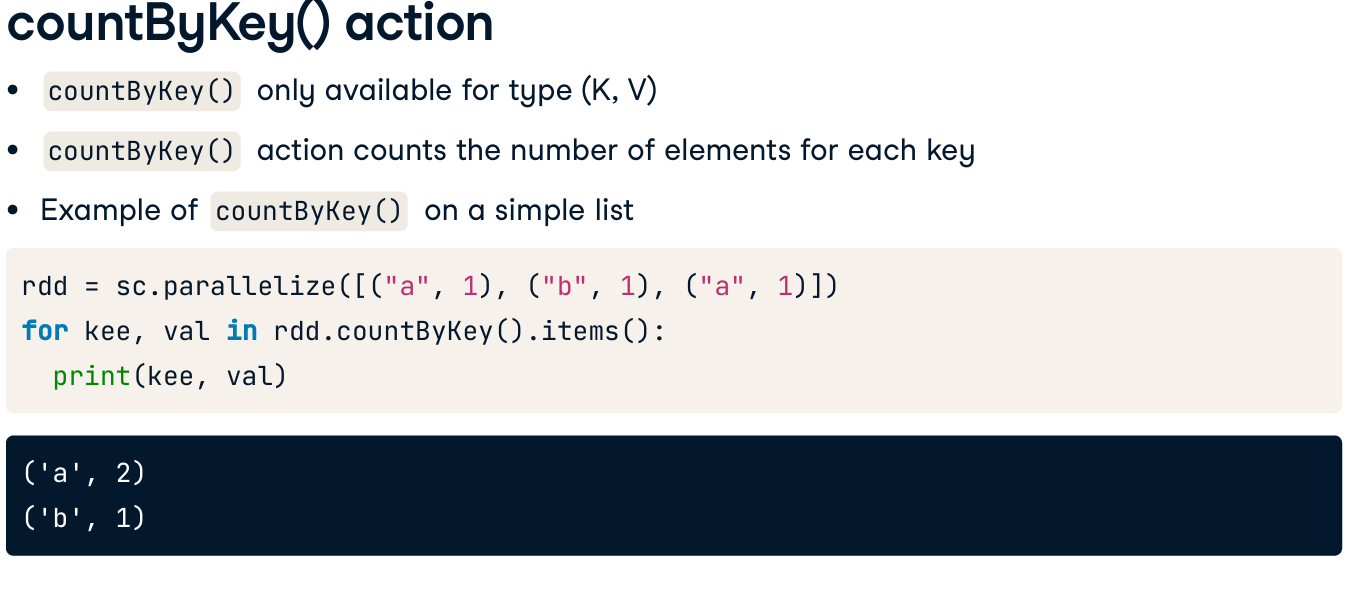 countByKey() action
• countByKey() only available for type (K, V)
• countByKey() action counts the number of elements for each key
• Example of countByKey() on a simple list
rdd = sc.parallelize([("a", 1), ("b", 1), ("a", 1)])
for kee, val in rdd.countByKey().items():
  print(kee, val)
('a', 2)
('b', 1)